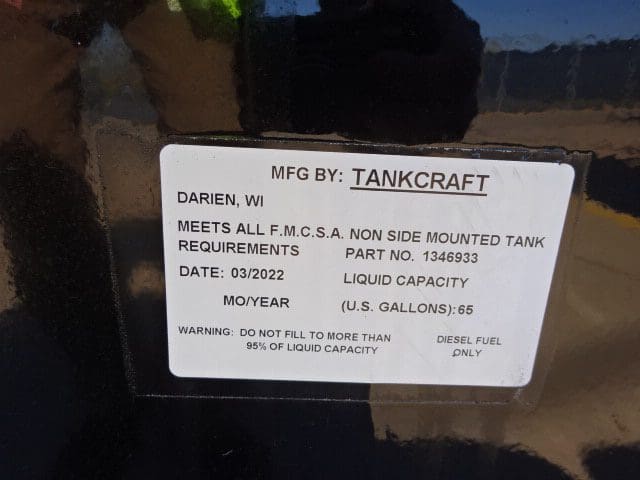 MFG BY: TANKCRAFT
DARIEN, WI
MEETS ALL F.M.C.S.A. NON SIDE MOUNTED TANK
REQUIREMENTS PART NO. 1346933
DATE: 03/2022 LIQUID CAPACITY
MO/YEAR (U.S. GALLONS): 65
WARNING: DO NOT FILL TO MORE THAN DIESEL FUEL
95% OF LIQUID CAPACITY ONLY